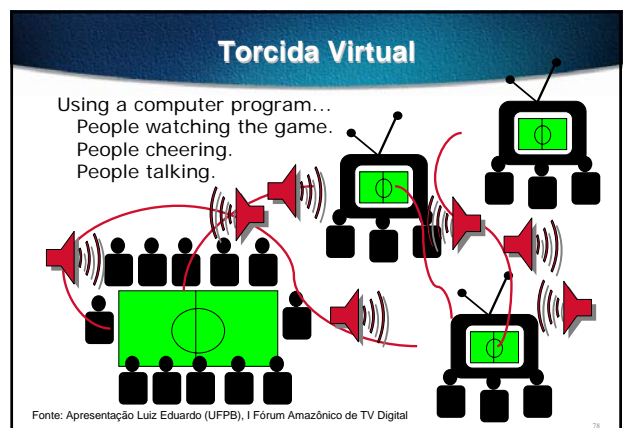 Torcida Virtual
Using a computer program...
People watching the game.
People cheering.
People talking.
Fonte: Apresentação Luiz Eduardo (UFPB), I Fórum Amazônico de TV Digital
78